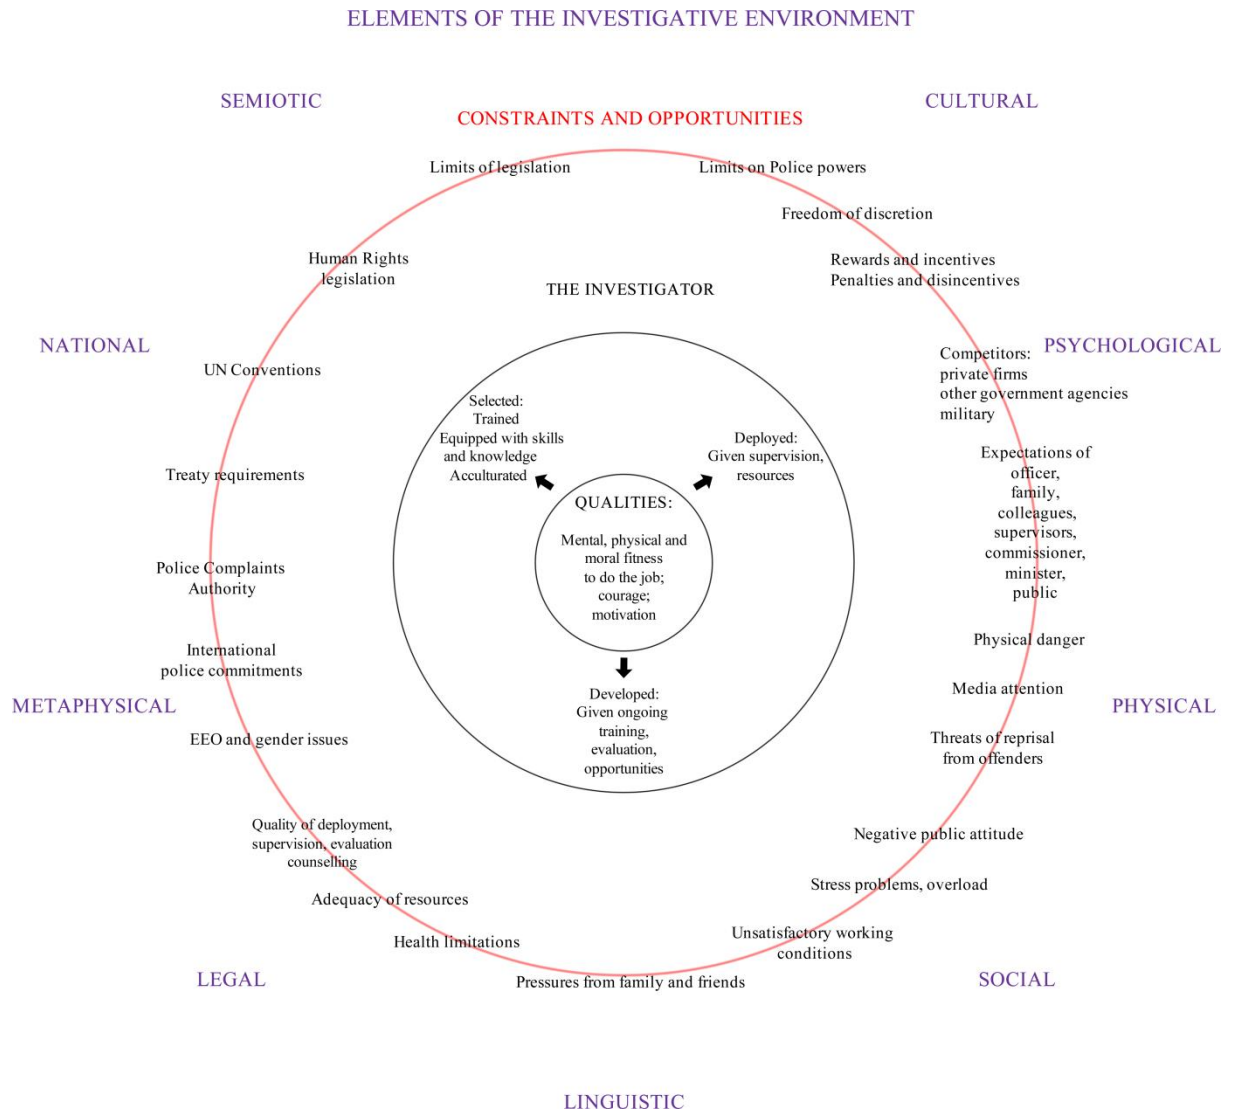 ELEMENTS OF THE INVESTIGATIVE ENVIRONMENT
SEMIOTIC
CULTURAL
CONSTRAINTS AND OPPORTUNITIES
Limits of legislation
Limits on Police powers
Freedom of discretion
Human Rights
legislation
Rewards and incentives
Penalties and disincentives
THE INVESTIGATOR
NATIONAL
PSYCHOLOGICAL
UN Conventions
Competitors:
private firms
other government agencies
military
Selected:
Trained
Equipped with skills
and knowledge
Acculturated
Deployed:
Given supervision,
resources
Treaty requirements
Expectations of
officer,
family,
colleagues,
supervisors,
commissioner,
minister,
public
QUALITIES:
Mental, physical and
moral fitness
to do the job;
courage;
motivation
Police Complaints
Authority
International
police commitments
Physical danger
Developed:
Given ongoing
training,
evaluation,
opportunities
Media attention
METAPHYSICAL
PHYSICAL
EEO and gender issues
Threats of reprisal
from offenders
Quality of deployment,
supervision, evaluation
counselling
Negative public attitude
Adequacy of resources
Stress problems, overload
Health limitations
Unsatisfactory working
conditions
Pressures from family and friends
LEGAL
SOCIAL
LINGUISTIC